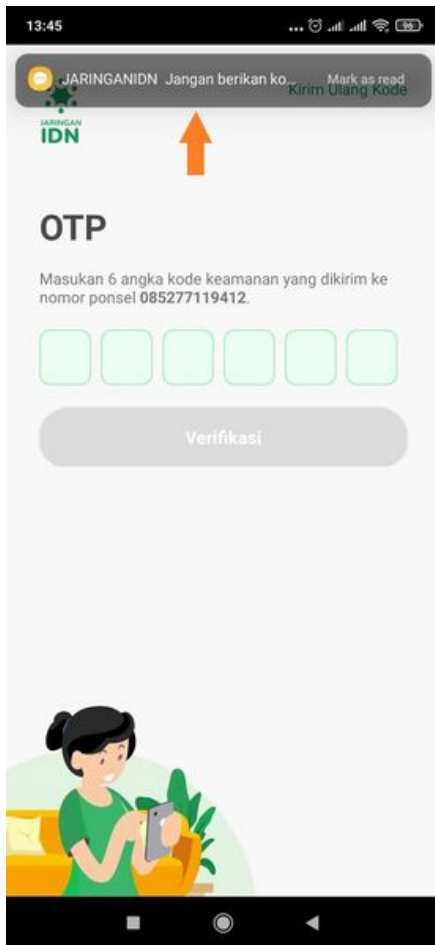 13:45
96
JARINGANIDN Jangan berikan ko... Mark as read
Kirim Ulang Kode
JARINGAN
IDN
OTP
Masukan 6 angka kode keamanan yang dikirim ke
nomor ponsel 085277119412.
Verifikasi